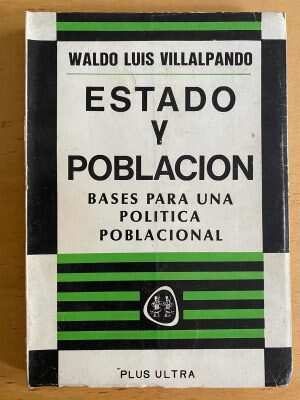 WALDO LUIS VILLALPANDO
ESTADO
Y
POBLACION
BASES PARA UNA
POLITICA
POBLACIONAL
PLUS ULTRA